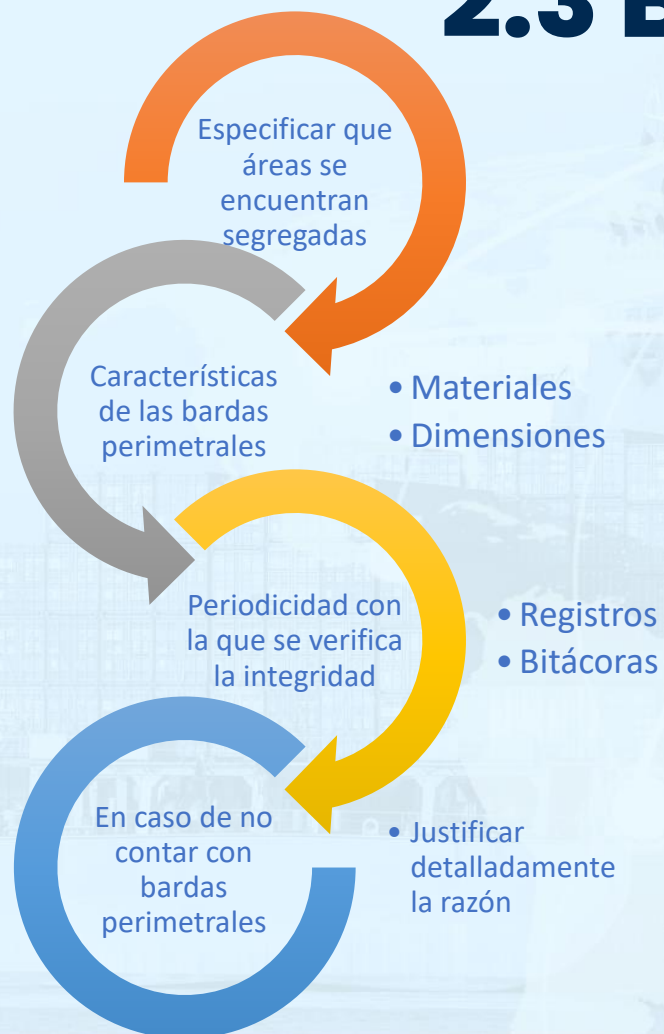 2.3 B
Especificar que
áreas se
encuentran
segregadas
Características
de las bardas
perimetrales
• Materiales
• Dimensiones
Periodicidad con
la que se verifica
la integridad
• Registros
• Bitácoras
En caso de no
contar con
bardas
perimetrales
• Justificar
detalladamente
la razón